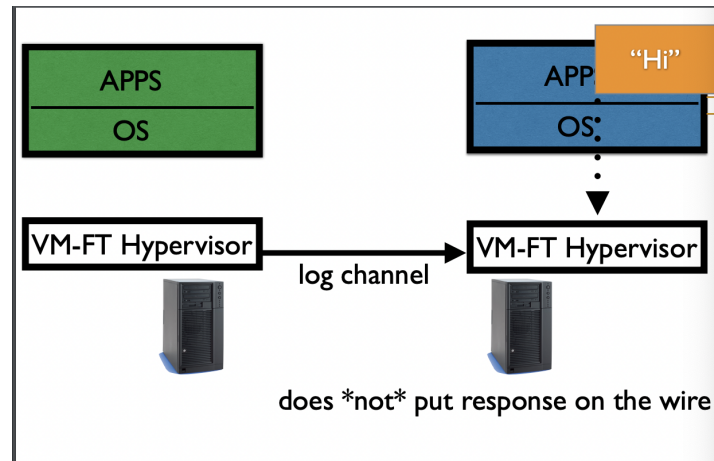 APPS
OS
"Hi"
APPS
OS
VM-FT Hypervisor
log channel
VM-FT Hypervisor
does *not* put response on the wire